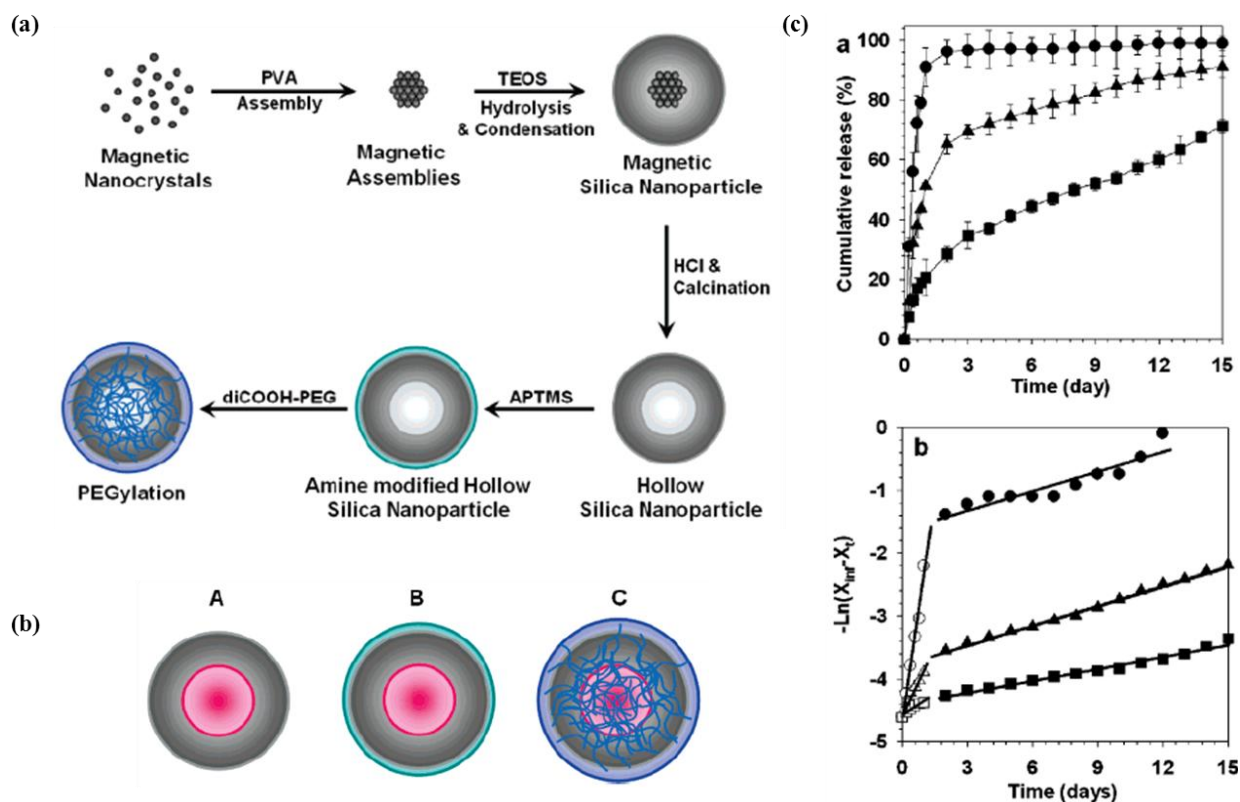 (a)
PVA
Assembly
TEOS
Hydrolysis
& Condensation
Magnetic
Nanocrystals
Magnetic
Assemblies
Magnetic
Silica Nanoparticle
HCl &
Calcination
diCOOH-PEG
APTMS
PEGylation
Amine modified Hollow
Silica Nanoparticle
Hollow
Silica Nanoparticle
(b)
A
B
C
(c)
a
Cumulative release (%)
100
80
60
40
20
0
0 3 6 9 12 15
Time (day)
b
-Ln(Xinf-Xt)
0
-1
-2
-3
-4
-5
0 3 6 9 12 15
Time (days)